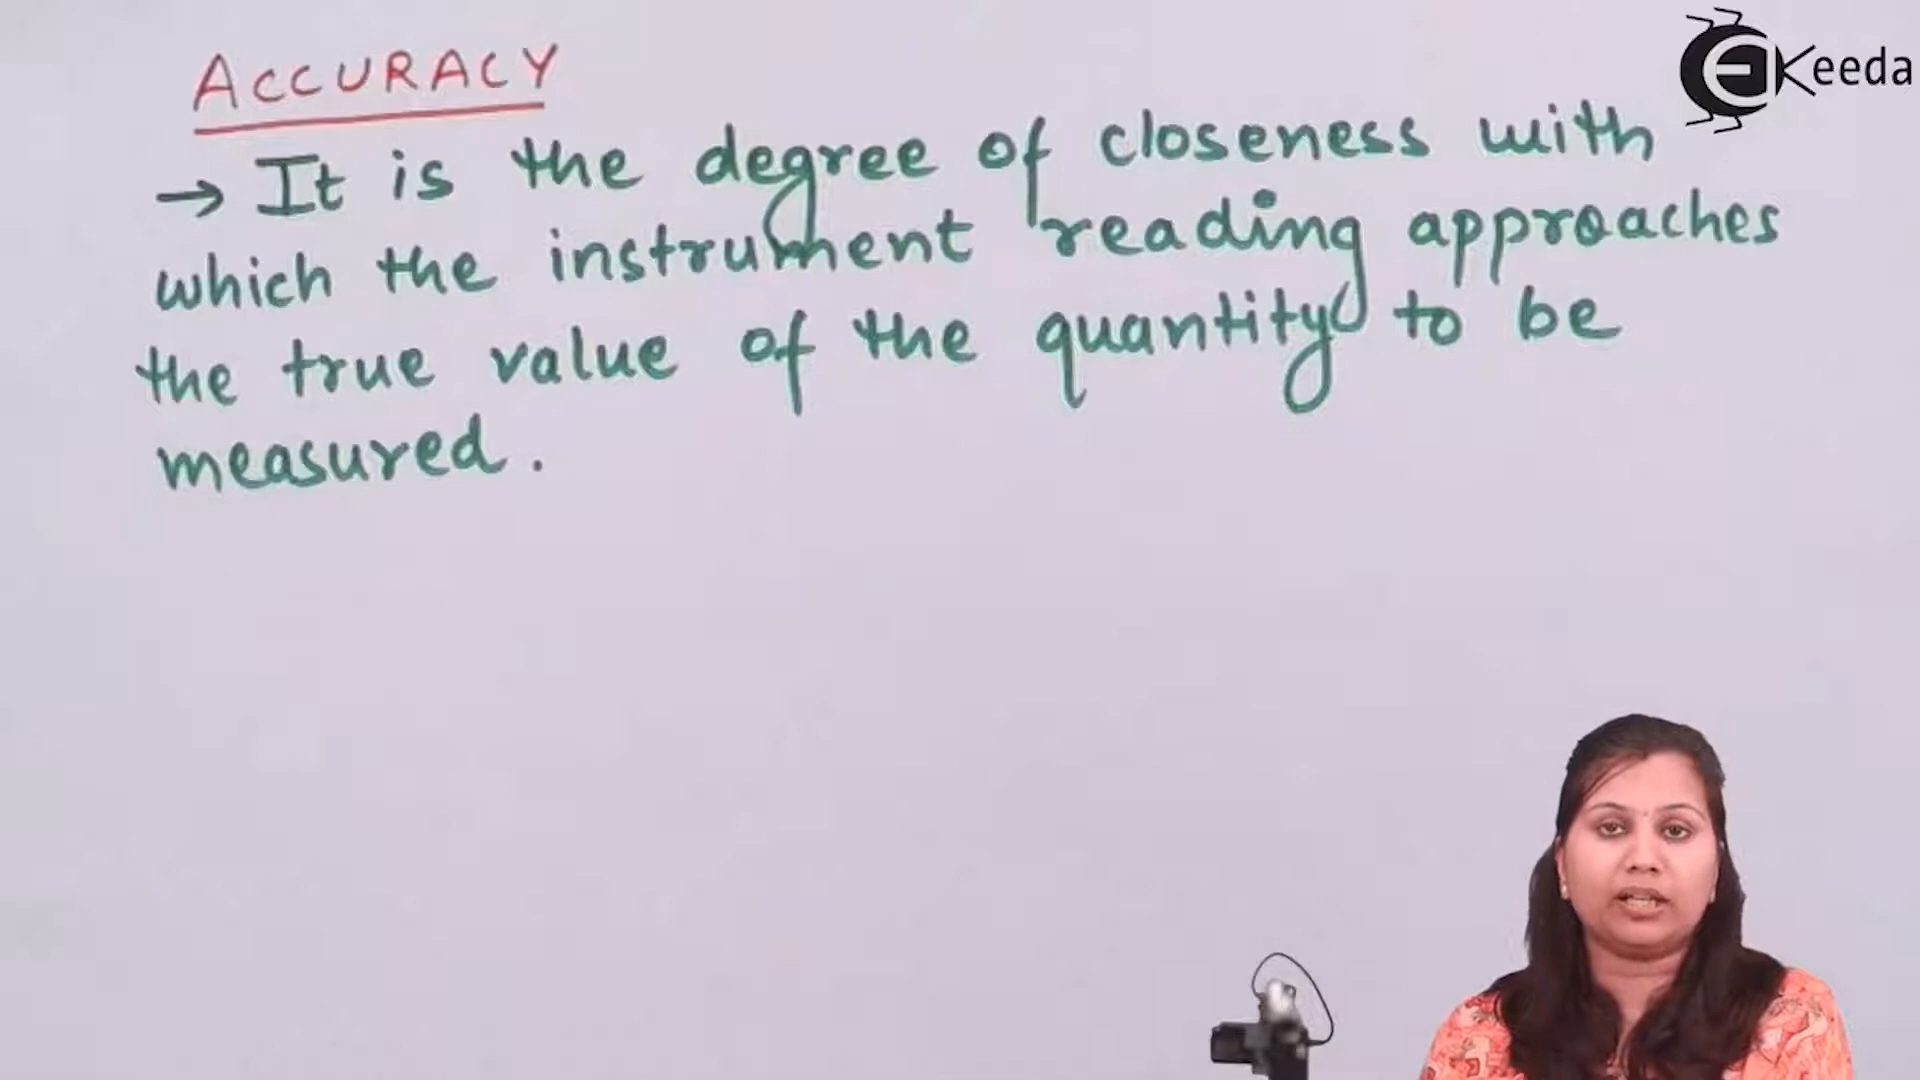 ACCURACY
→ It is the degree of closeness with
which the instrument reading approaches
the true value of the quantity to be
measured.
EKeeda